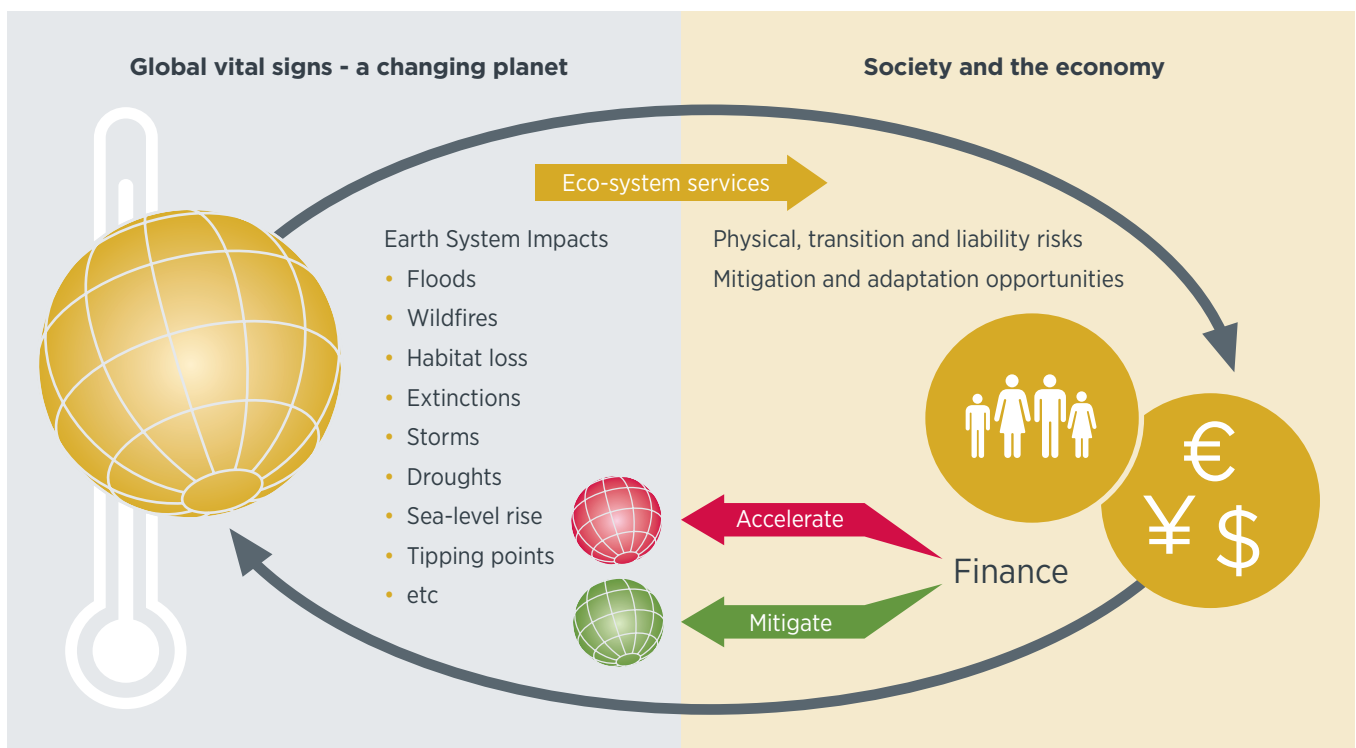 Global vital signs - a changing planet
Society and the economy
Eco-system services
Earth System Impacts
• Floods
• Wildfires
• Habitat loss
• Extinctions
• Storms
• Droughts
• Sea-level rise
• Tipping points
• etc
Physical, transition and liability risks
Mitigation and adaptation opportunities
€
¥ $
Accelerate
Finance
Mitigate